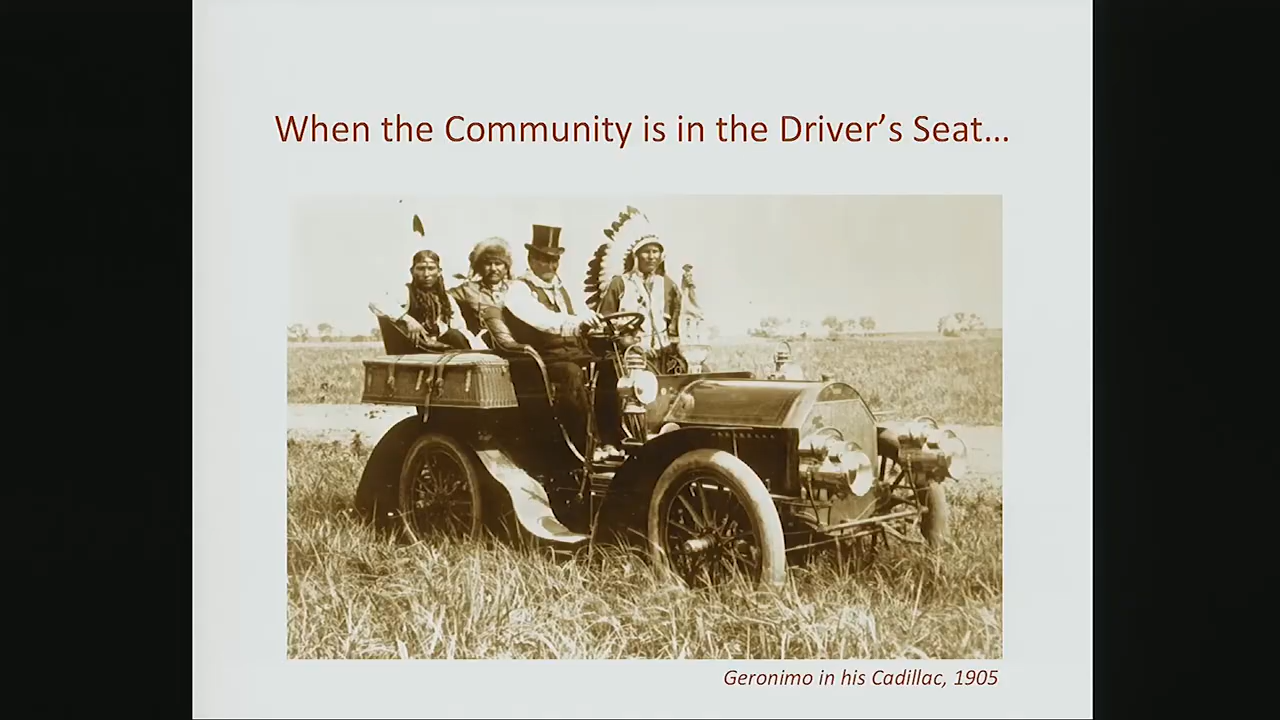 When the Community is in the Driver’s Seat…
Geronimo in his Cadillac, 1905